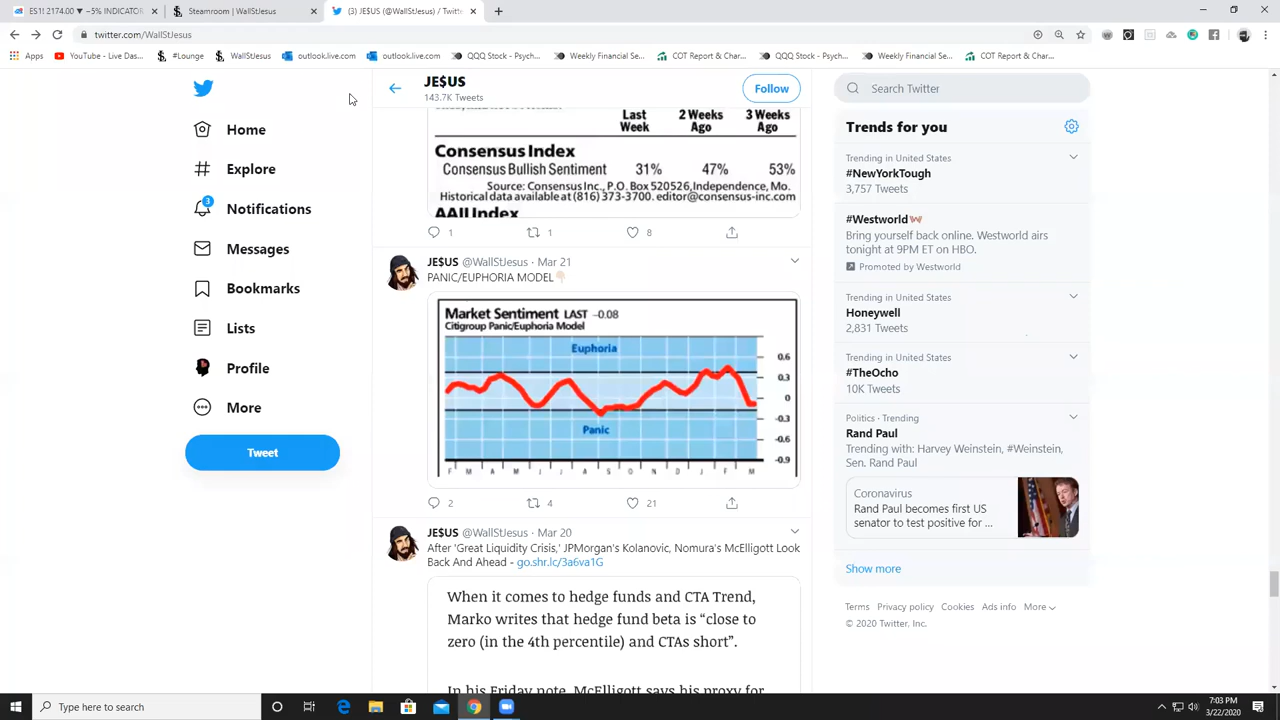 ES1! 2174.00 ▼ −5% INDICATOR
Steamroom | WallStJesus
(3) JE$US (@WallStJesus) / Twitte
twitter.com/WallStJesus
Apps
YouTube - Live Das...
#Lounge
WallStJesus
outlook.live.com
outlook.live.com
QQQ Stock - Psych...
Weekly Financial Se...
COT Report & Char...
QQQ Stock - Psych...
Weekly Financial Se...
COT Report & Char...
Home
Explore
3
Notifications
Messages
Bookmarks
Lists
Profile
More
Tweet
JE$US
143.7K Tweets
Follow
Last Week
2 Weeks Ago
3 Weeks Ago
Consensus Index
Consensus Bullish Sentiment 31% 47% 53%
Source: Consensus Inc., P.O. Box 520526, Independence, Mo.
Historical data available at (816) 373-3700. editor@consensus-inc.com
AAII Index
1 1 8
JE$US @WallStJesus · Mar 21
PANIC/EUPHORIA MODEL👇🏻
Market Sentiment LAST −0.08
Citigroup Panic/Euphoria Model
Euphoria
0.6
0.3
0
-0.3
Panic
-0.6
-0.9
F M A M J J A S O N D J F M
2 4 21
JE$US @WallStJesus · Mar 20
After 'Great Liquidity Crisis,' JPMorgan's Kolanovic, Nomura's McElligott Look
Back And Ahead - go.shr.lc/3a6va1G
When it comes to hedge funds and CTA Trend,
Marko writes that hedge fund beta is “close to
zero (in the 4th percentile) and CTAs short”.
In his Friday note, McElligott says his proxy for
Search Twitter
Trends for you
Trending in United States
#NewYorkTough
3,757 Tweets
#Westworld
Bring yourself back online. Westworld airs
tonight at 9PM ET on HBO.
Promoted by Westworld
Trending in United States
Honeywell
2,831 Tweets
Trending in United States
#TheOcho
10K Tweets
Politics · Trending
Rand Paul
Trending with: Harvey Weinstein, #Weinstein,
Sen. Rand Paul
Coronavirus
Rand Paul becomes first US
senator to test positive for ...
Show more
Terms Privacy policy Cookies Ads info More
© 2020 Twitter, Inc.
Type here to search
7:03 PM
3/22/2020